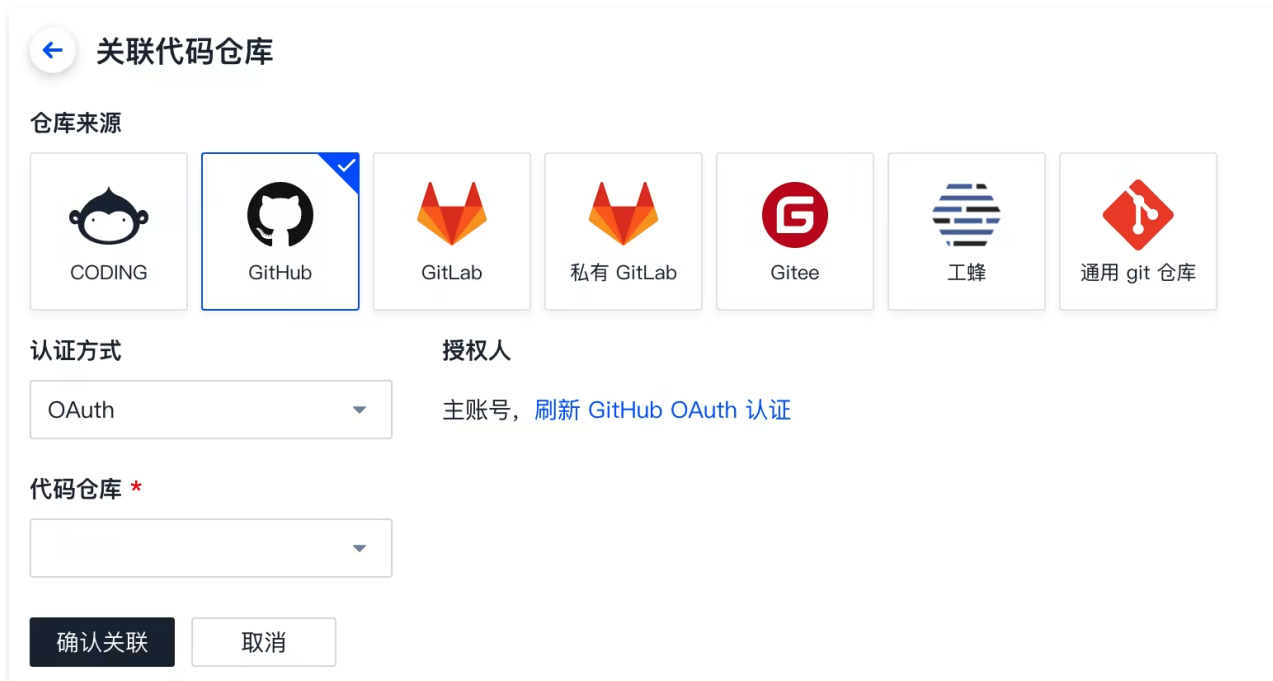 关联代码仓库
仓库来源
CODING GitHub GitLab 私有 GitLab Gitee 工蜂 通用 git 仓库
认证方式 授权人
OAuth 主账号，刷新 GitHub OAuth 认证
代码仓库 *
确认关联 取消